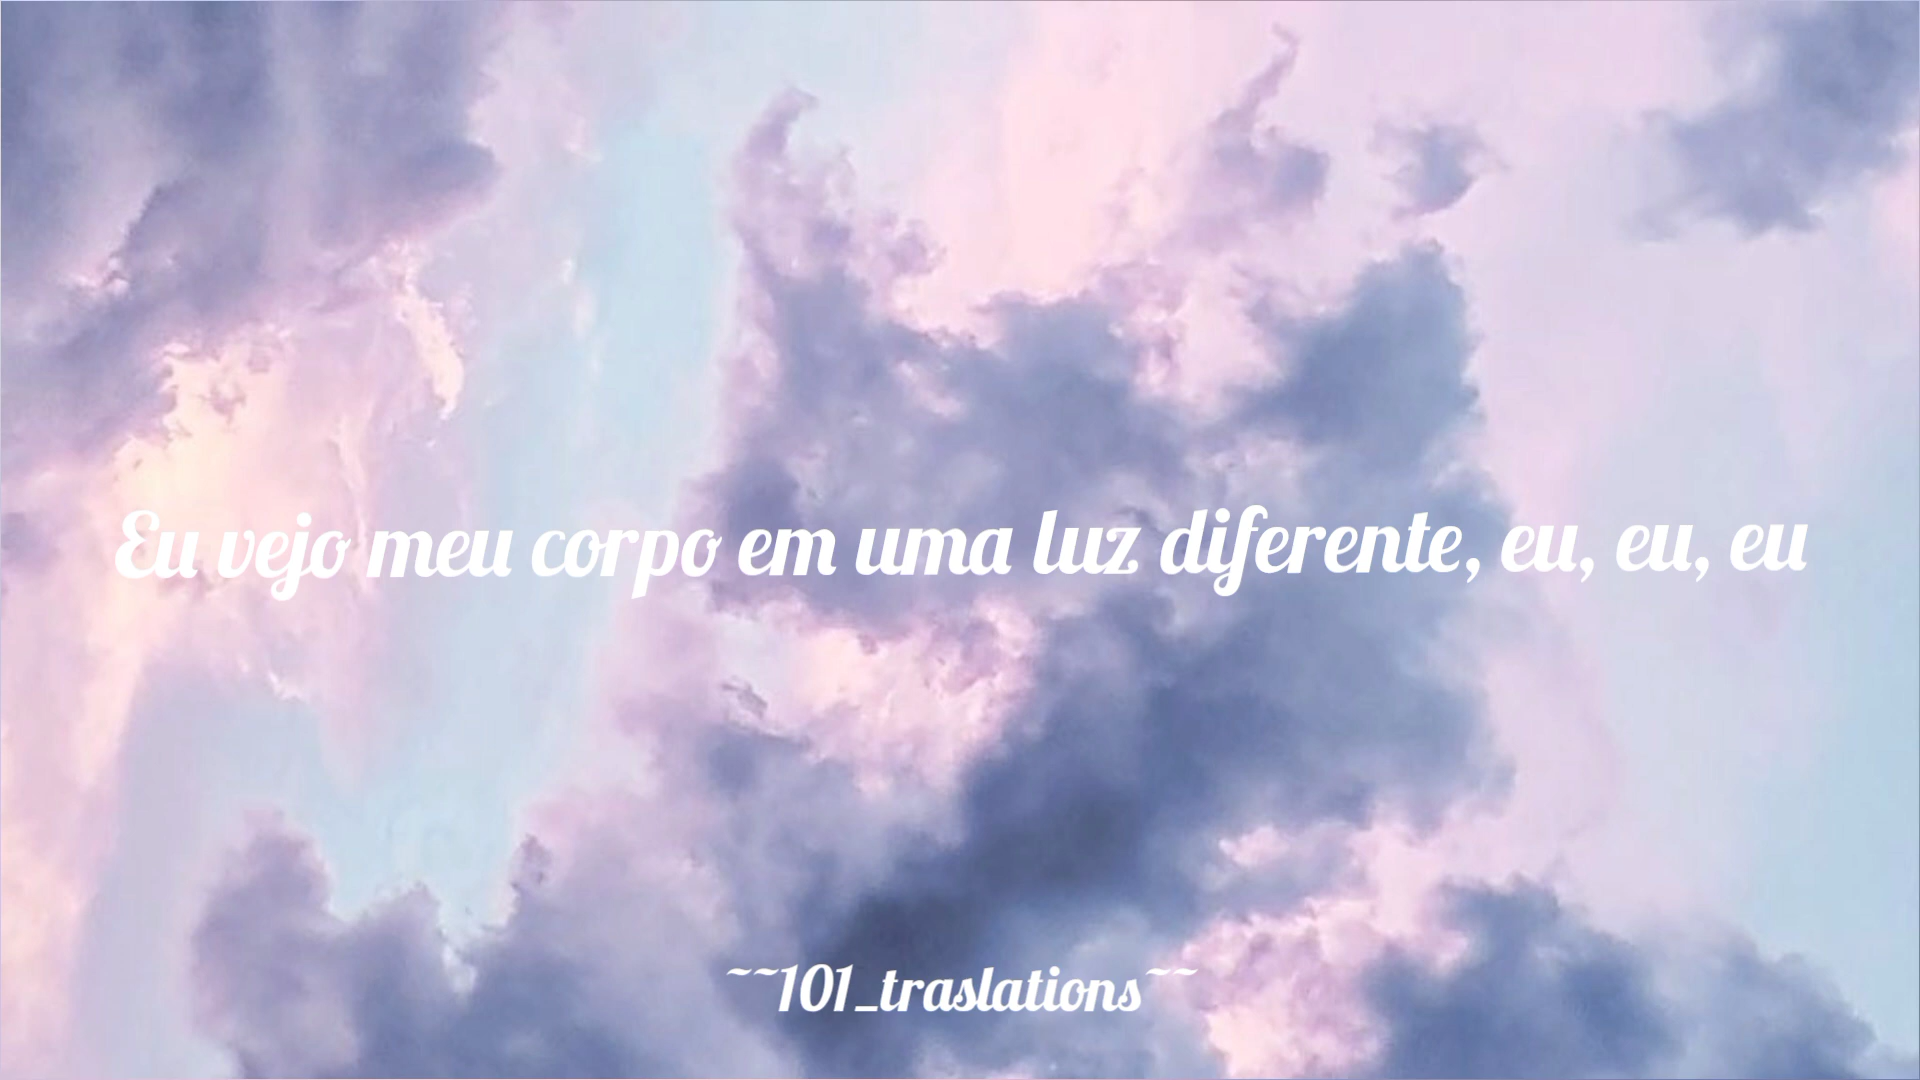 Eu vejo meu corpo em uma luz diferente, eu, eu, eu
~~101_traslations~~